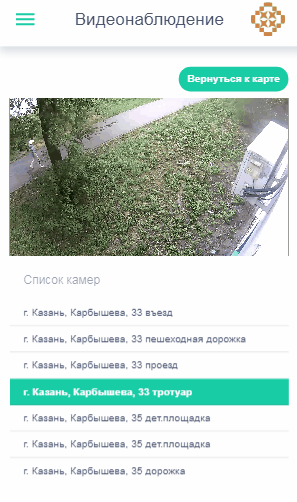 Видеонаблюдение
Вернуться к карте
Список камер
г. Казань, Карбышева, 33 въезд
г. Казань, Карбышева, 33 пешеходная дорожка
г. Казань, Карбышева, 33 проезд
г. Казань, Карбышева, 33 тротуар
г. Казань, Карбышева, 35 дет.площадка
г. Казань, Карбышева, 35 дет.площадка
г. Казань, Карбышева, 35 дорожка